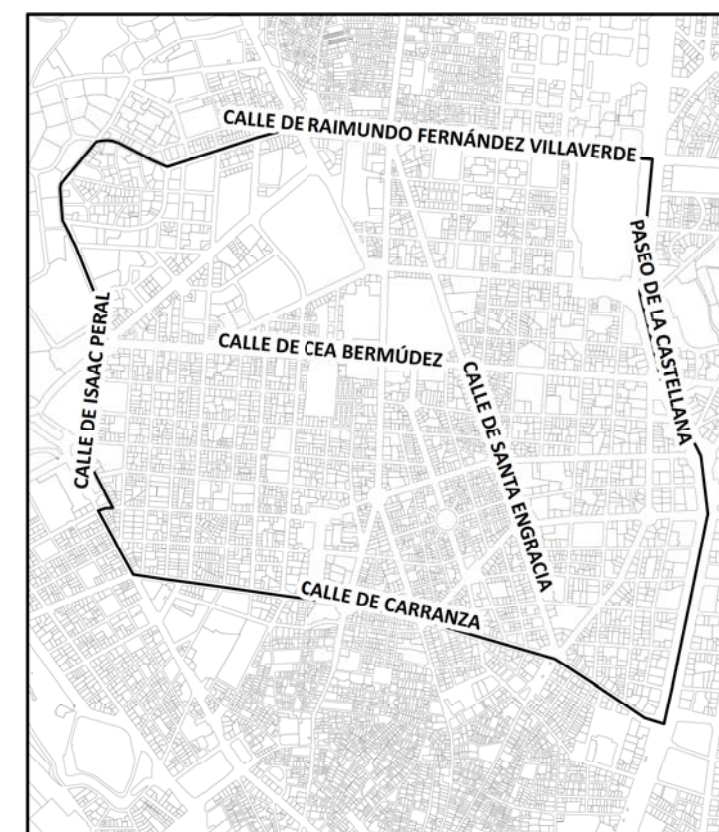 CALLE DE RAIMUNDO FERNÁNDEZ VILLAVERDE
PASEO DE LA CASTELLANA
CALLE DE ISAAC PERAL
CALLE DE CEA BERMÚDEZ
CALLE DE SANTA ENGRACIA
CALLE DE CARRANZA